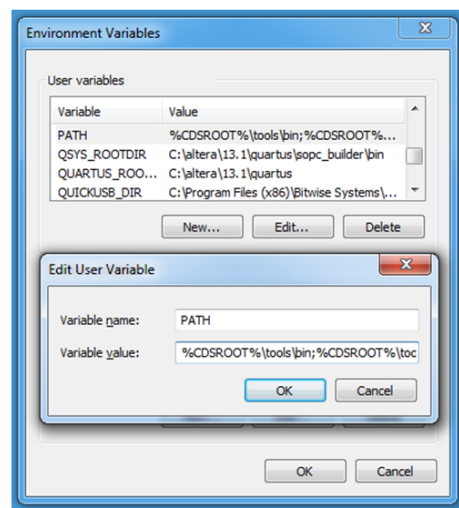 Environment Variables
User variables
Variable Value
PATH %CDSROOT%\tools\bin;%CDSROOT%...
QSYS_ROOTDIR C:\altera\13.1\quartus\sopc_builder\bin
QUARTUS_ROO... C:\altera\13.1\quartus
QUICKUSB_DIR C:\Program Files (x86)\Bitwise Systems\...
New... Edit... Delete
Edit User Variable
Variable name: PATH
Variable value: %CDSROOT%\tools\bin;%CDSROOT%\toc
OK Cancel
OK Cancel